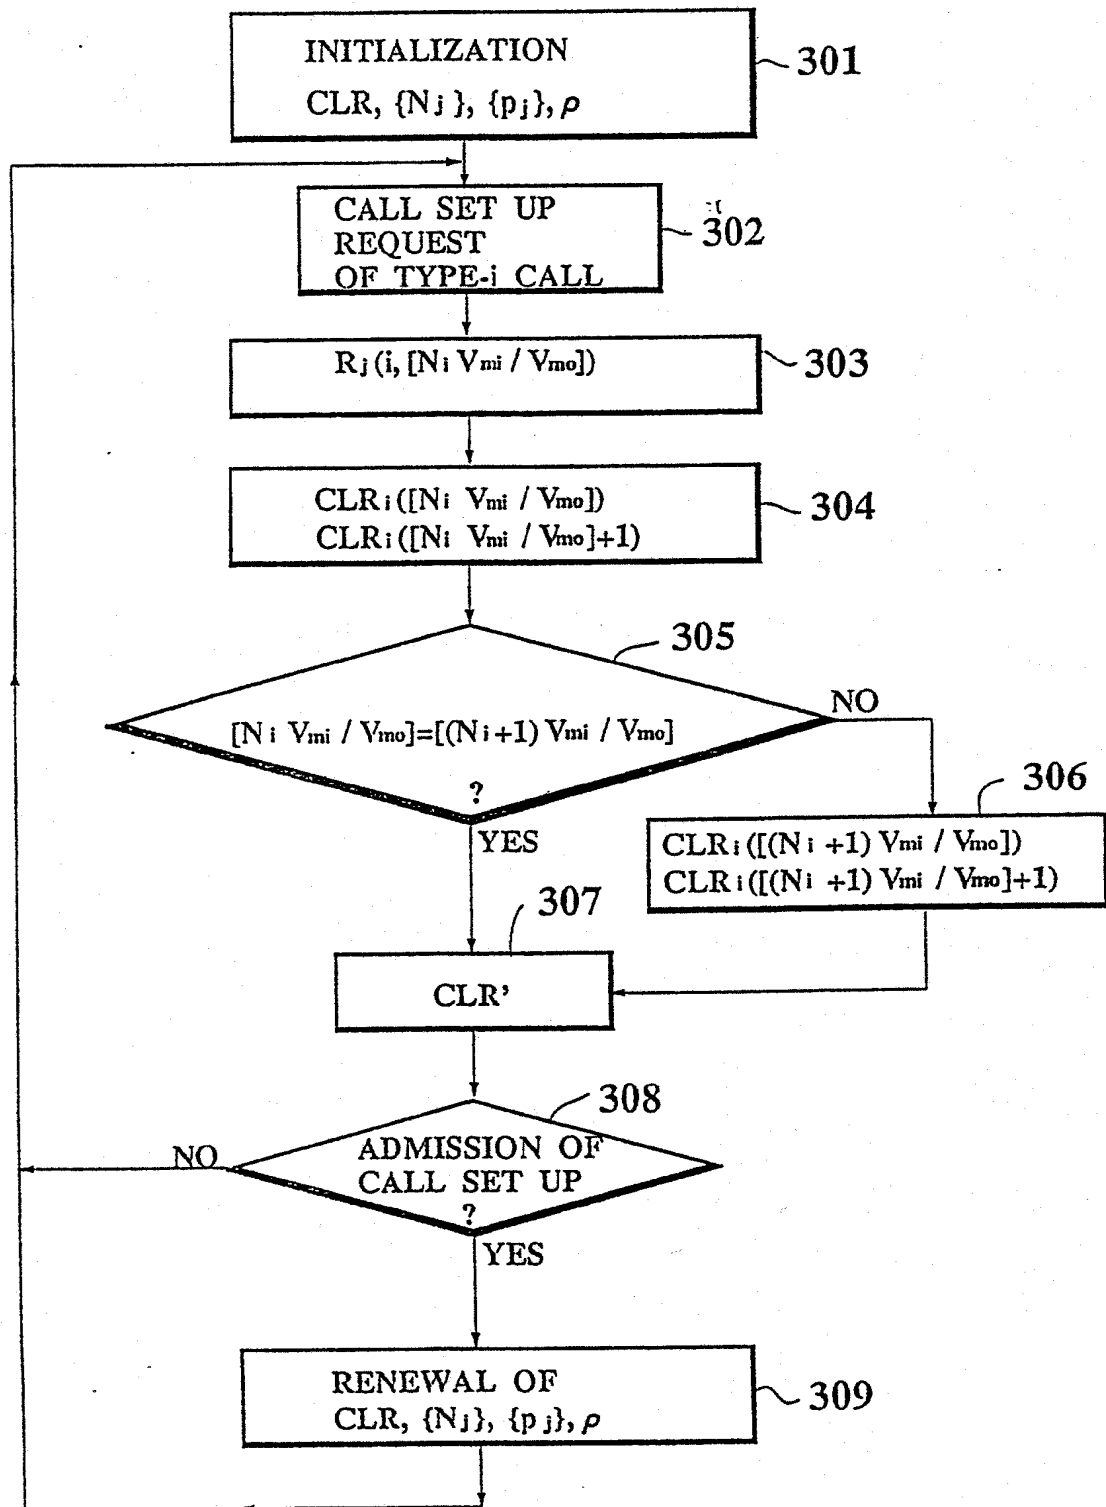 INITIALIZATION
CLR, {Nj}, {pj}, ρ
301
CALL SET UP
REQUEST
OF TYPE-i CALL
302
Rj(i, [Ni Vmi / Vmo])
303
CLRi([Ni Vmi / Vmo])
CLRi([Ni Vmi / Vmo]+1)
304
305
[Ni Vmi / Vmo]=[(Ni+1) Vmi / Vmo]
?
NO
YES
306
CLRi([(Ni +1) Vmi / Vmo])
CLRi([(Ni +1) Vmi / Vmo]+1)
307
CLR'
308
ADMISSION OF
CALL SET UP
?
NO
YES
RENEWAL OF
CLR, {Nj}, {pj}, ρ
309